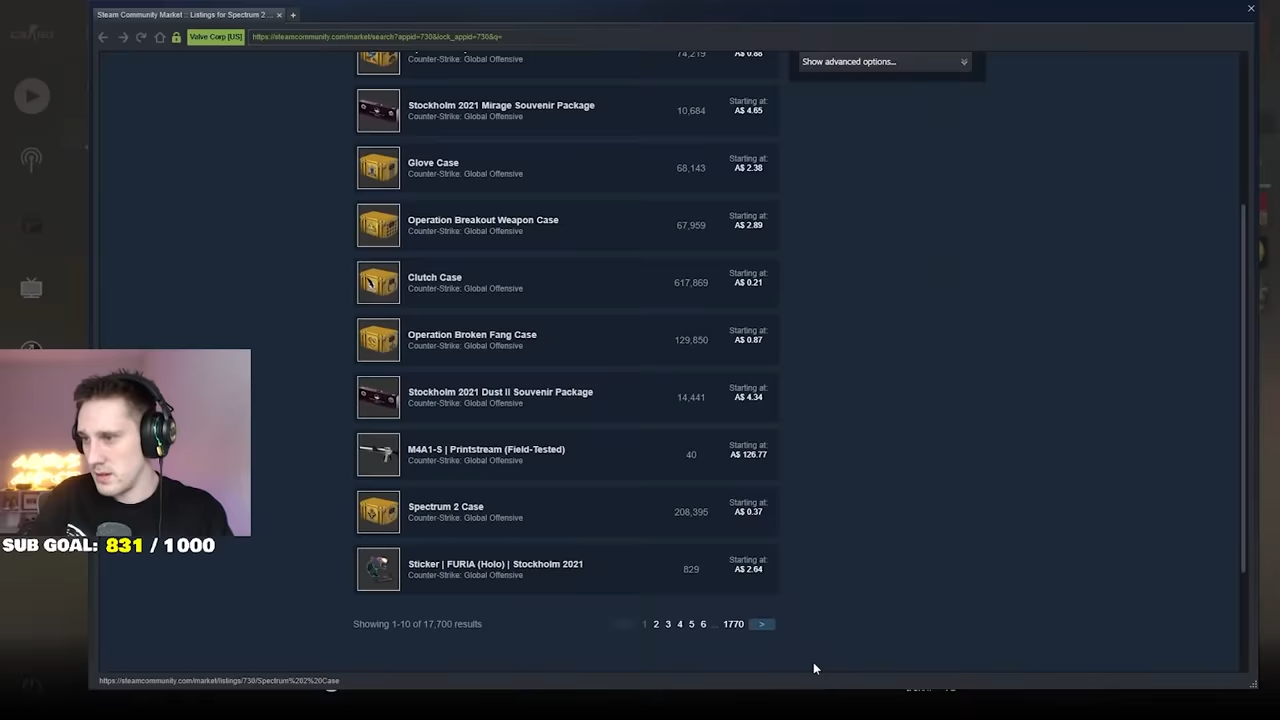 Steam Community Market :: Listings for Spectrum 2 ... × +
Valve Corp [US] https://steamcommunity.com/market/search?appid=730&lock_appid=730&q=
Counter-Strike: Global Offensive
74,219
A$ 0.88
Show advanced options...
Stockholm 2021 Mirage Souvenir Package
Counter-Strike: Global Offensive
10,684
Starting at:
A$ 4.65
Glove Case
Counter-Strike: Global Offensive
68,143
Starting at:
A$ 2.38
Operation Breakout Weapon Case
Counter-Strike: Global Offensive
67,959
Starting at:
A$ 2.89
Clutch Case
Counter-Strike: Global Offensive
617,869
Starting at:
A$ 0.21
Operation Broken Fang Case
Counter-Strike: Global Offensive
129,850
Starting at:
A$ 0.87
Stockholm 2021 Dust II Souvenir Package
Counter-Strike: Global Offensive
14,441
Starting at:
A$ 4.34
M4A1-S | Printstream (Field-Tested)
Counter-Strike: Global Offensive
40
Starting at:
A$ 126.77
Spectrum 2 Case
Counter-Strike: Global Offensive
208,395
Starting at:
A$ 0.37
Sticker | FURIA (Holo) | Stockholm 2021
Counter-Strike: Global Offensive
829
Starting at:
A$ 2.64
SUB GOAL: 831 / 1000
Showing 1-10 of 17,700 results
1 2 3 4 5 6 ... 1770 >
https://steamcommunity.com/market/listings/730/Spectrum%202%20Case